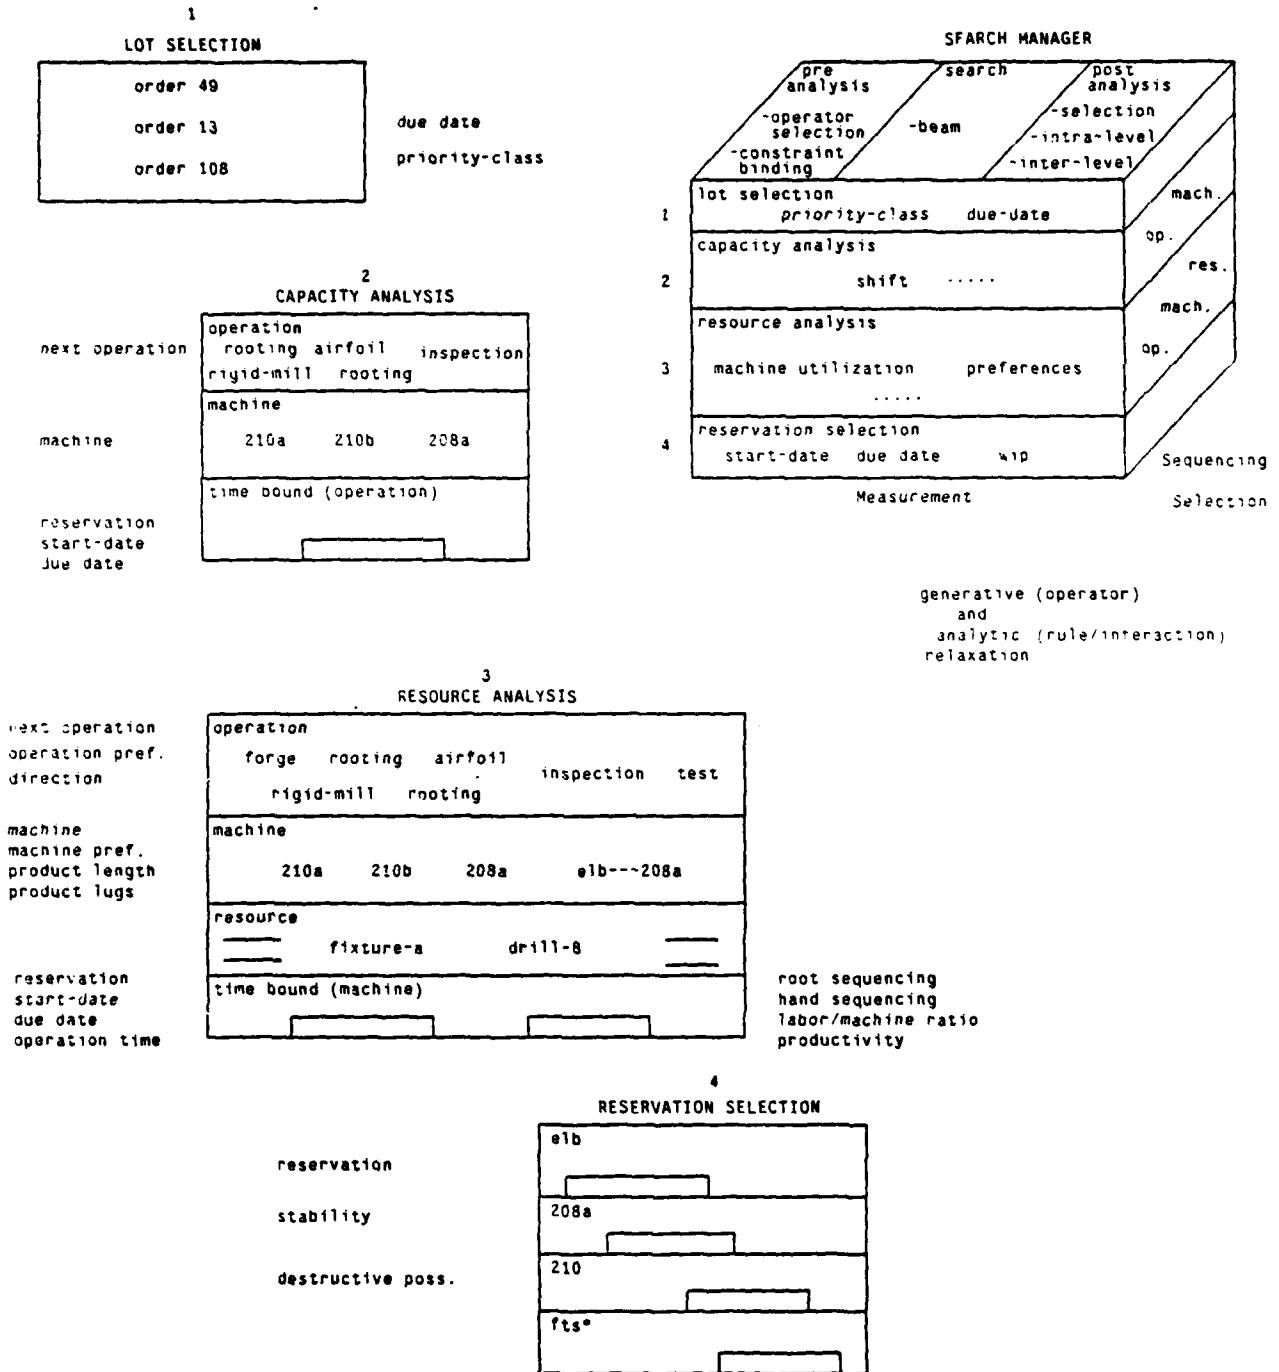 1
LOT SELECTION
order 49
order 13
order 108
due date
priority-class
SFARCH MANAGER
pre analysis
-operator selection
-constraint binding
search
-beam
post analysis
-selection
-intra-level
-inter-level
1
lot selection
priority-class due-date
2
capacity analysis
shift .....
3
resource analysis
machine utilization preferences
.....
4
reservation selection
start-date due date wip
mach.
op.
res.
mach.
op.
Measurement
Sequencing
Selection
generative (operator)
and
analytic (rule/interaction)
relaxation
2
CAPACITY ANALYSIS
next operation
operation
rooting airfoil inspection
rigid-mill rooting
machine
machine
210a 210b 208a
time bound (operation)
reservation
start-date
due date
3
RESOURCE ANALYSIS
next operation
operation pref.
direction
operation
forge rooting airfoil
inspection test
rigid-mill rooting
machine
machine pref.
product length
product lugs
machine
210a 210b 208a elb---208a
resource
fixture-a drill-8
reservation
start-date
due date
operation time
time bound (machine)
root sequencing
hand sequencing
labor/machine ratio
productivity
4
RESERVATION SELECTION
reservation
stability
destructive poss.
elb
208a
210
fts*